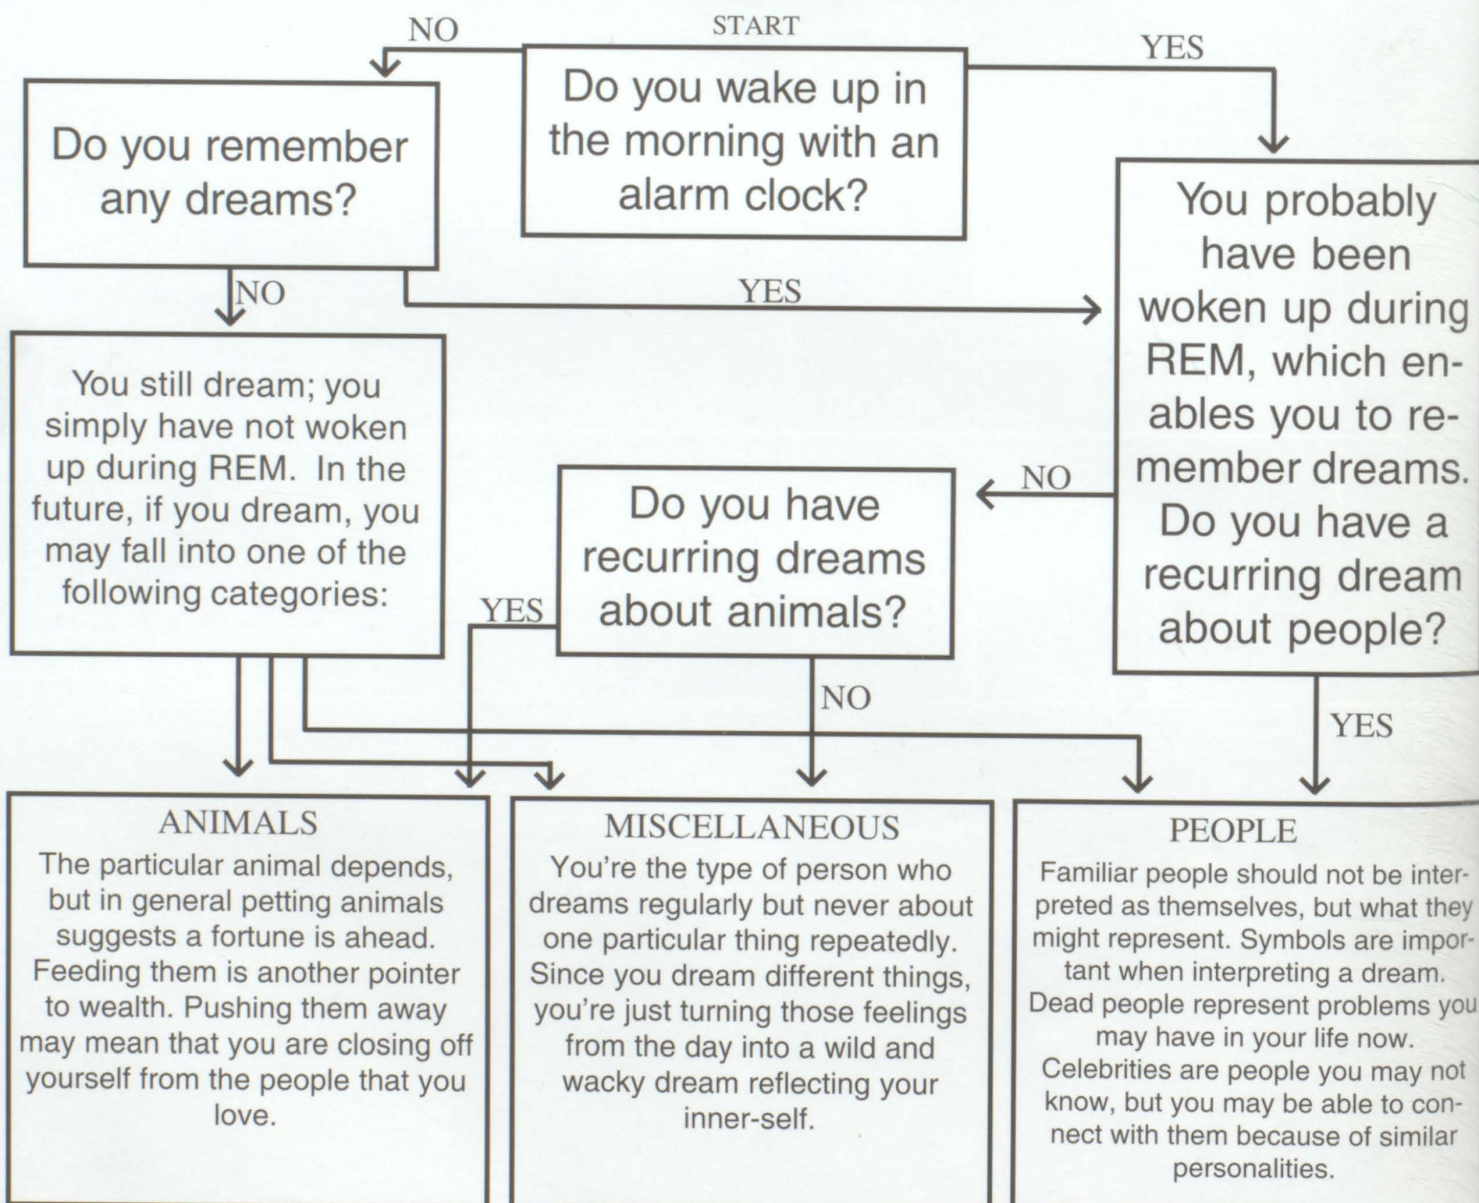 START
NO
YES
Do you wake up in
the morning with an
alarm clock?
Do you remember
any dreams?
NO
YES
You probably
have been
woken up during
REM, which en-
ables you to re-
member dreams.
Do you have a
recurring dream
about people?
You still dream; you
simply have not woken
up during REM. In the
future, if you dream, you
may fall into one of the
following categories:
NO
Do you have
recurring dreams
about animals?
YES
NO
YES
ANIMALS
The particular animal depends,
but in general petting animals
suggests a fortune is ahead.
Feeding them is another pointer
to wealth. Pushing them away
may mean that you are closing off
yourself from the people that you
love.
MISCELLANEOUS
You're the type of person who
dreams regularly but never about
one particular thing repeatedly.
Since you dream different things,
you're just turning those feelings
from the day into a wild and
wacky dream reflecting your
inner-self.
PEOPLE
Familiar people should not be inter-
preted as themselves, but what they
might represent. Symbols are impor-
tant when interpreting a dream.
Dead people represent problems you
may have in your life now.
Celebrities are people you may not
know, but you may be able to con-
nect with them because of similar
personalities.